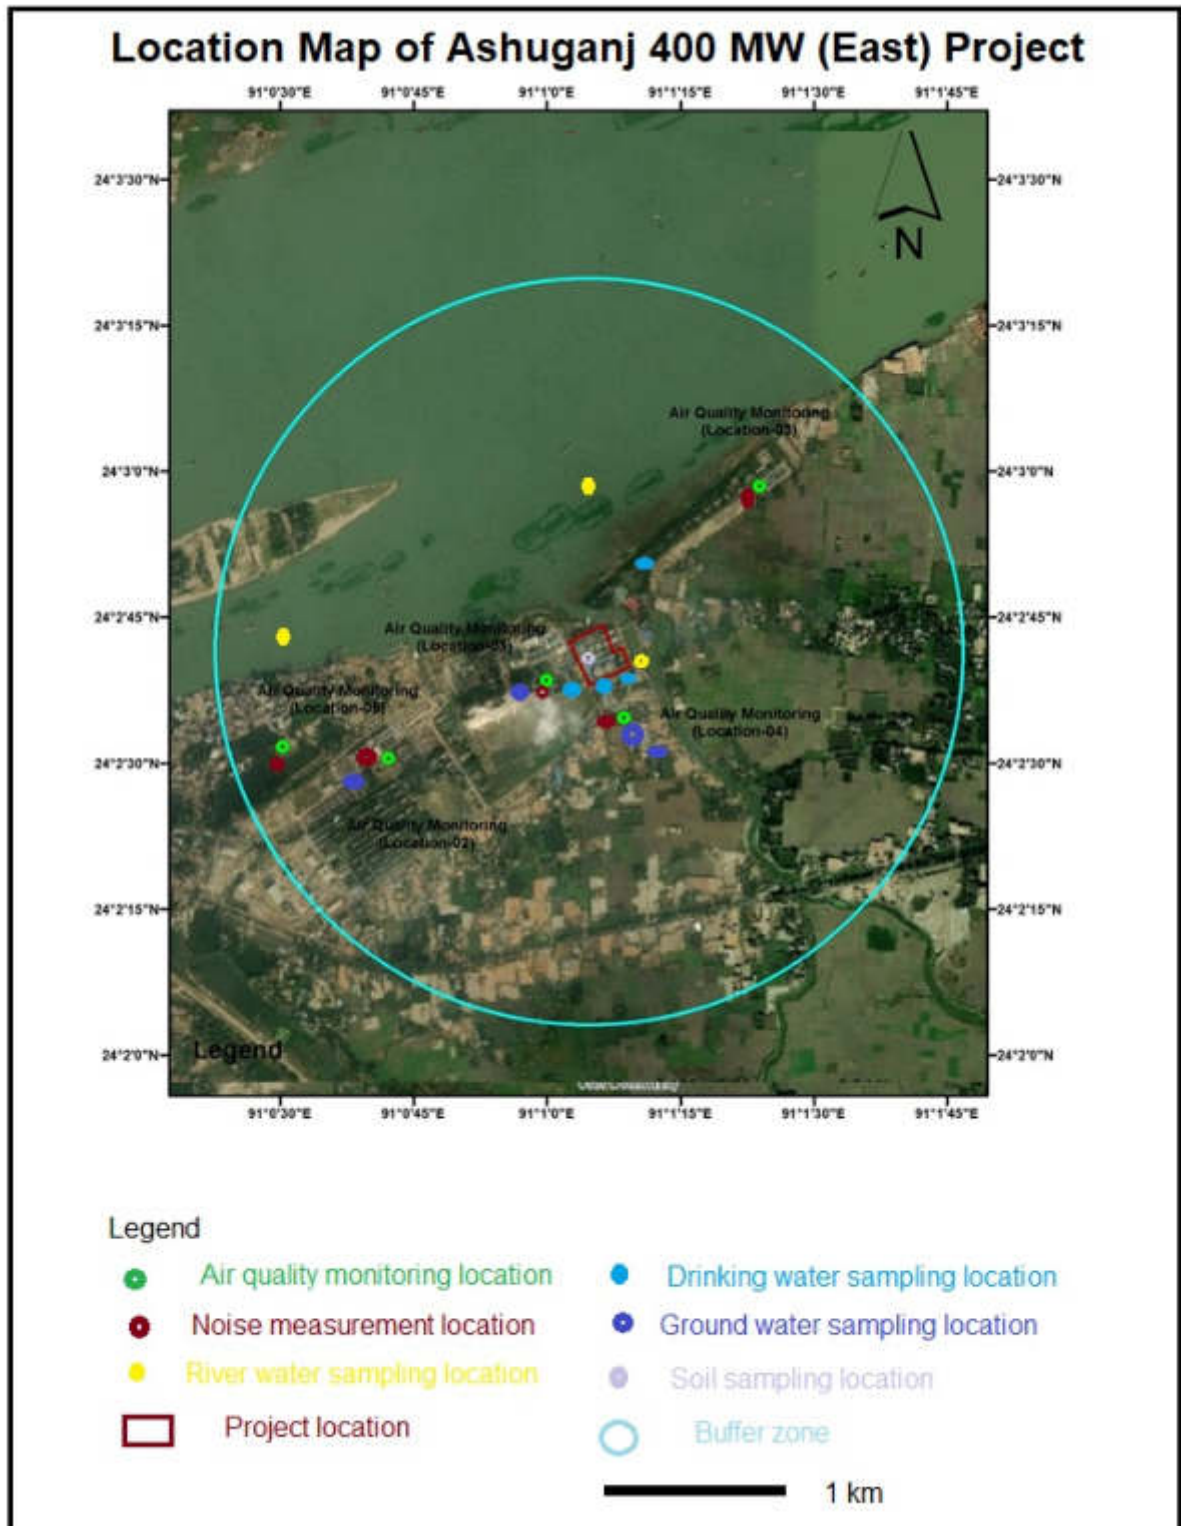 Location Map of Ashuganj 400 MW (East) Project
91°0'30"E 91°0'45"E 91°1'0"E 91°1'15"E 91°1'30"E 91°1'45"E
24°3'30"N 24°3'30"N
N
24°3'15"N 24°3'15"N
Air Quality Monitoring
(Location-03)
24°3'0"N 24°3'0"N
24°2'45"N 24°2'45"N
Air Quality Monitoring
Air Quality Monitoring
Air Quality Monitoring
(Location-04)
24°2'30"N 24°2'30"N
Air Quality Monitoring
(Location-02)
24°2'15"N 24°2'15"N
Legend
24°2'0"N 24°2'0"N
91°0'30"E 91°0'45"E 91°1'0"E 91°1'15"E 91°1'30"E 91°1'45"E
Legend
Air quality monitoring location
Drinking water sampling location
Noise measurement location
Ground water sampling location
River water sampling location
Soil sampling location
Project location
Buffer zone
1 km